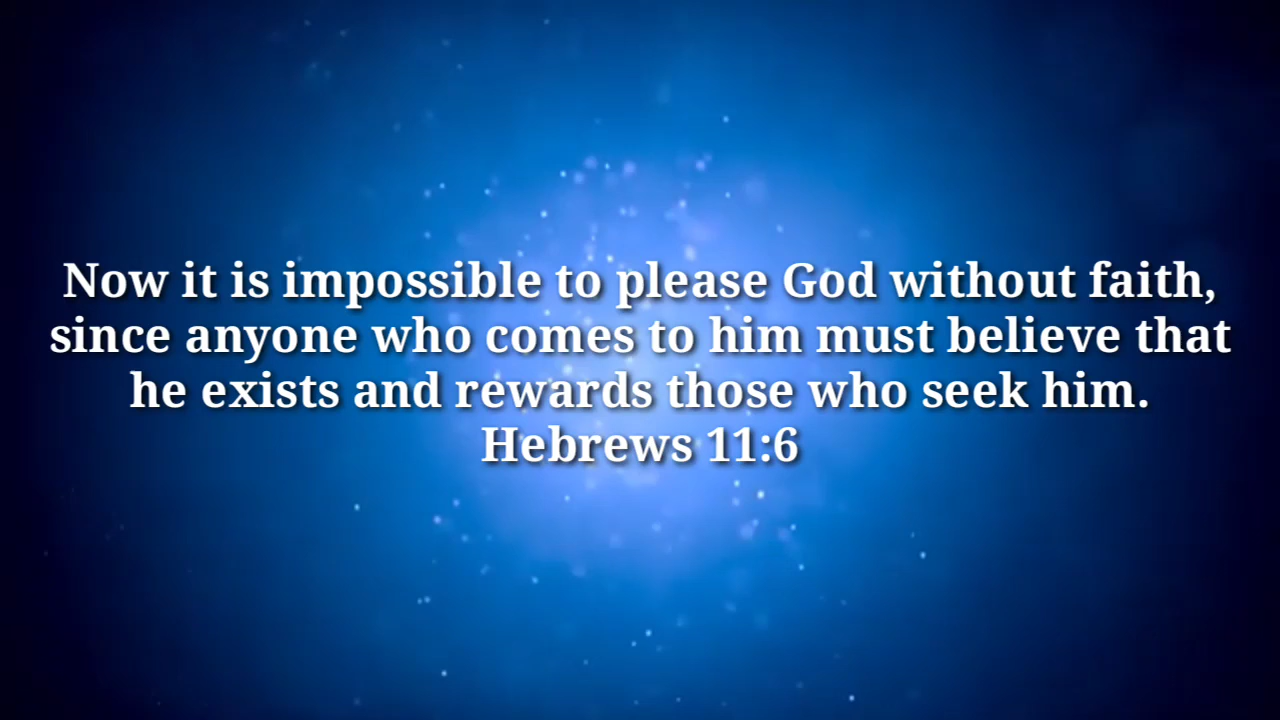 Now it is impossible to please God without faith,
since anyone who comes to him must believe that
he exists and rewards those who seek him.
Hebrews 11:6